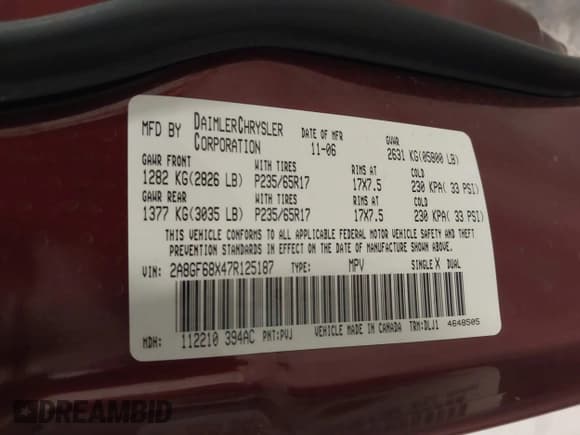 MFD BY DAIMLERCHRYSLER CORPORATION DATE OF MFR 11-06 GVWR 2631 KG(05800 LB)
GAWR FRONT WITH TIRES RIMS AT COLD
1282 KG(2826 LB) P235/65R17 17X7.5 230 KPA( 33 PSI)
GAWR REAR WITH TIRES RIMS AT COLD
1377 KG(3035 LB) P235/65R17 17X7.5 230 KPA( 33 PSI)
THIS VEHICLE CONFORMS TO ALL APPLICABLE FEDERAL MOTOR VEHICLE SAFETY AND THEFT
PREVENTION STANDARDS IN EFFECT ON THE DATE OF MANUFACTURE SHOWN ABOVE.
VIN: 2A8GF68X47R125187 TYPE: MPV SINGLE X DUAL
MDH: 112210 394AC PNT:PVJ VEHICLE MADE IN CANADA TRM:DLJ1 4648505
DREAMBID